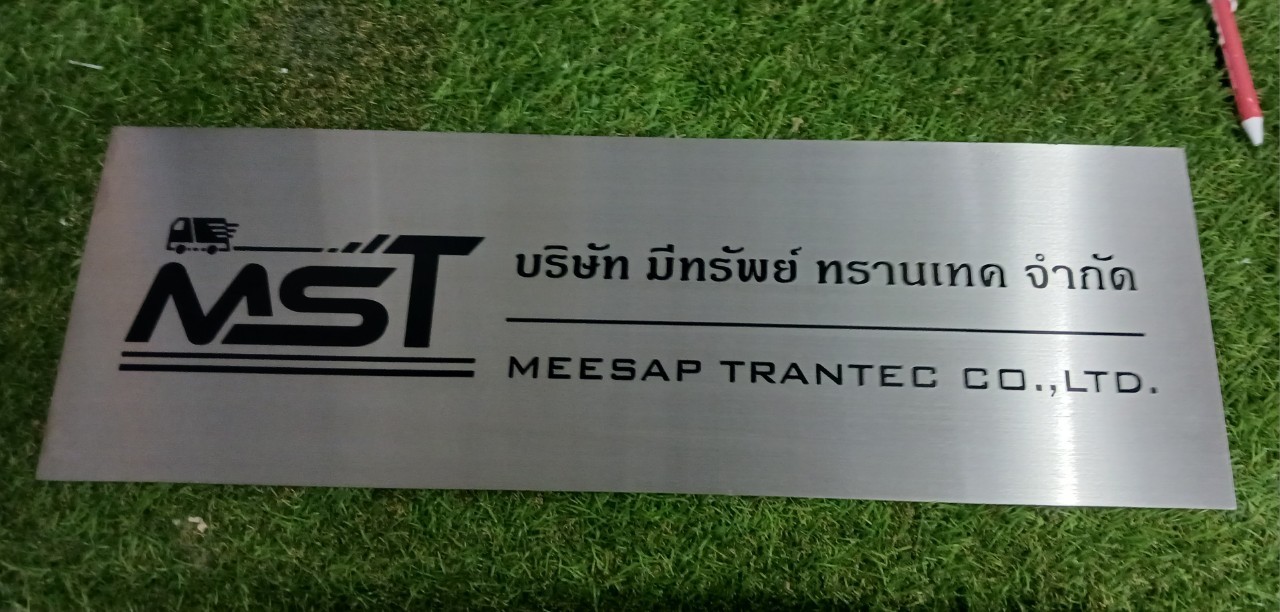 MST
บริษัท มีทรัพย์ ทรานเทค จำกัด
MEESAP TRANTEC CO.,LTD.